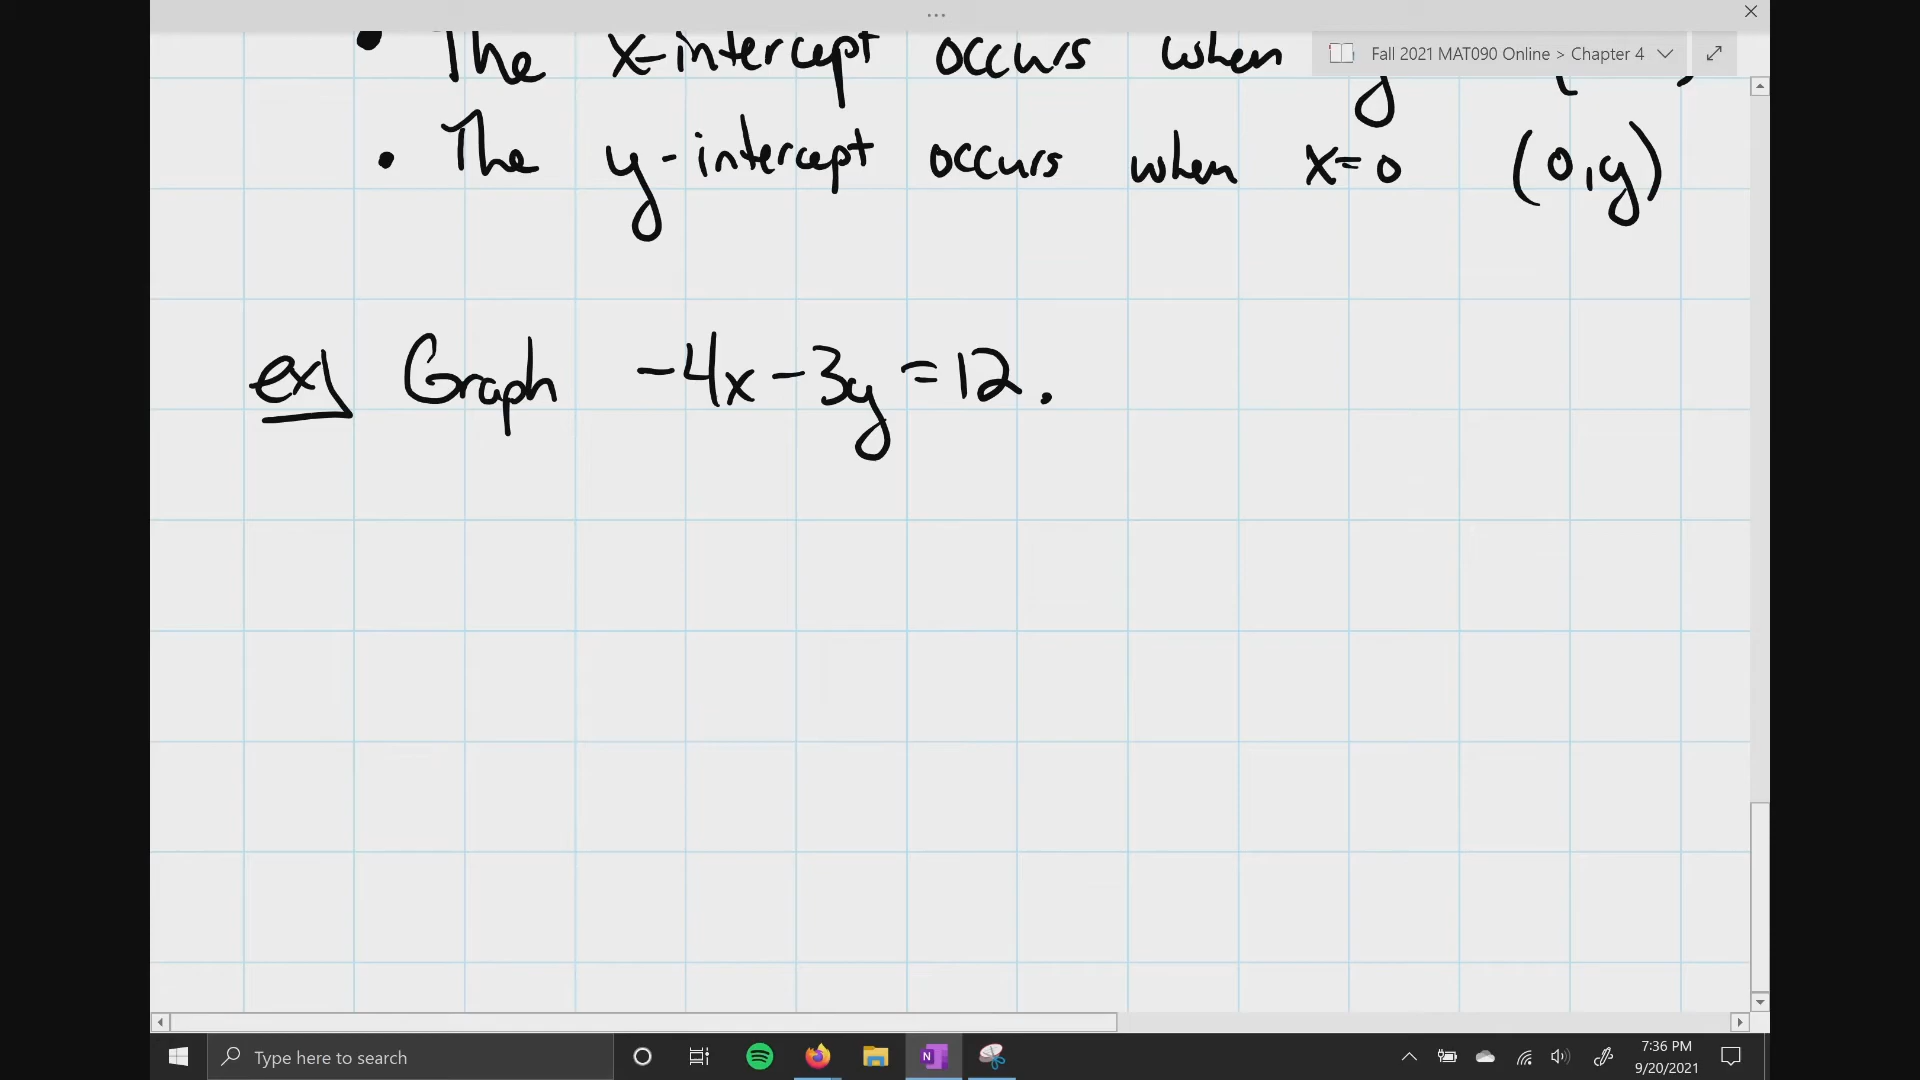 ...
• The x-intercept occurs when y
Fall 2021 MAT090 Online > Chapter 4
• The y-intercept occurs when x=0 (0,y)
ex) Graph -4x-3y=12.
Type here to search
7:36 PM
9/20/2021